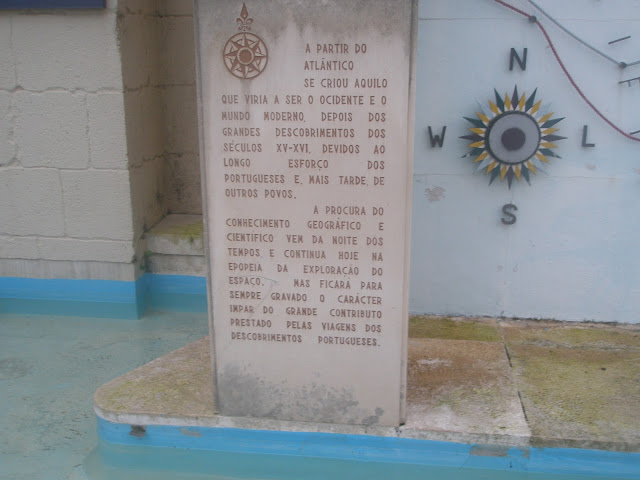 A PARTIR DO
ATLÂNTICO
SE CRIOU AQUILO
QUE VIRIA A SER O OCIDENTE E O
MUNDO MODERNO, DEPOIS DOS
GRANDES DESCOBRIMENTOS DOS
SÉCULOS XV-XVI, DEVIDOS AO
LONGO ESFORÇO DOS
PORTUGUESES E, MAIS TARDE, DE
OUTROS POVOS.
A PROCURA DO
CONHECIMENTO GEOGRÁFICO E
CIENTÍFICO VEM DA NOITE DOS
TEMPOS E CONTINUA HOJE NA
EPOPEIA DA EXPLORAÇÃO DO
ESPAÇO. MAS FICARÁ PARA
SEMPRE GRAVADO O CARÁCTER
IMPAR DO GRANDE CONTRIBUTO
PRESTADO PELAS VIAGENS DOS
DESCOBRIMENTOS PORTUGUESES.
N
W L
S